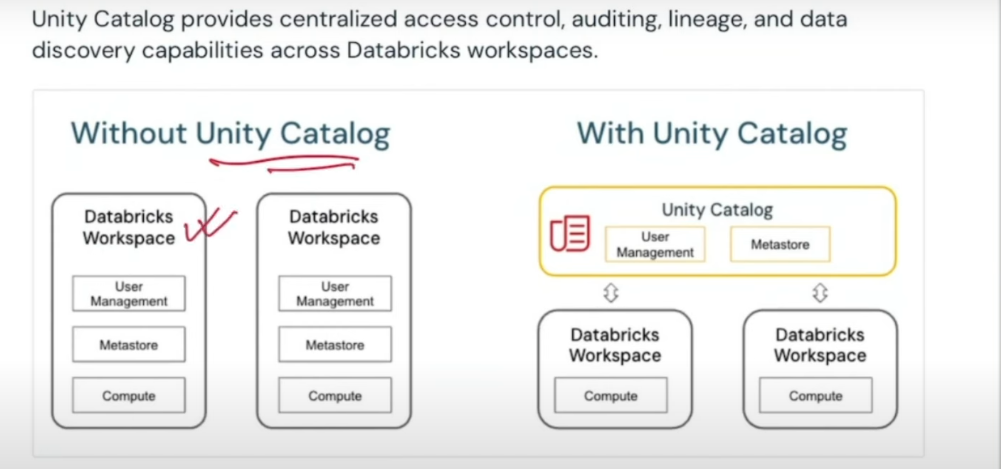 Unity Catalog provides centralized access control, auditing, lineage, and data
discovery capabilities across Databricks workspaces.
Without Unity Catalog
Databricks
Workspace
User
Management
Metastore
Compute
Databricks
Workspace
User
Management
Metastore
Compute
With Unity Catalog
Unity Catalog
User
Management
Metastore
Databricks
Workspace
Compute
Databricks
Workspace
Compute